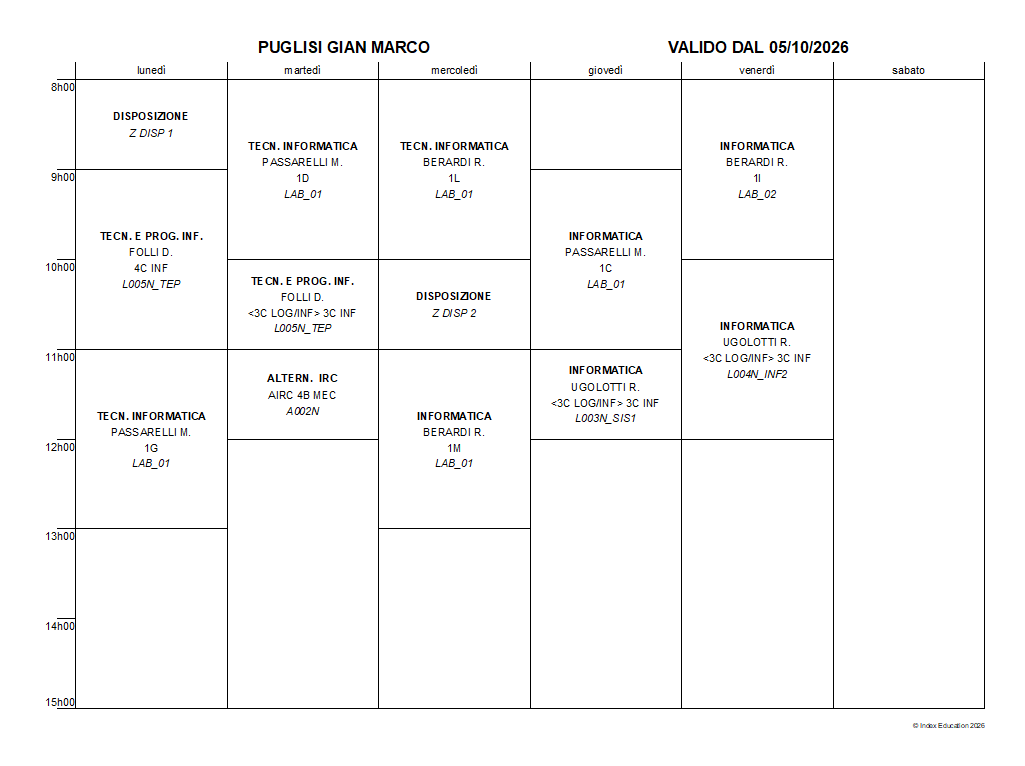 PUGLISI GIAN MARCO
VALIDO DAL 05/10/2026
lunedì
martedì
mercoledì
giovedì
venerdì
sabato
8h00
9h00
10h00
11h00
12h00
13h00
14h00
15h00
DISPOSIZIONE
Z DISP 1
TECN. E PROG. INF.
FOLLI D.
4C INF
L005N_TEP
TECN. INFORMATICA
PASSARELLI M.
1G
LAB_01
TECN. INFORMATICA
PASSARELLI M.
1D
LAB_01
TECN. E PROG. INF.
FOLLI D.
<3C LOG/INF> 3C INF
L005N_TEP
ALTERN. IRC
AIRC 4B MEC
A002N
TECN. INFORMATICA
BERARDI R.
1L
LAB_01
DISPOSIZIONE
Z DISP 2
INFORMATICA
BERARDI R.
1M
LAB_01
INFORMATICA
PASSARELLI M.
1C
LAB_01
INFORMATICA
UGOLOTTI R.
<3C LOG/INF> 3C INF
L003N_SIS1
INFORMATICA
BERARDI R.
1I
LAB_02
INFORMATICA
UGOLOTTI R.
<3C LOG/INF> 3C INF
L004N_INF2
© Index Education 2026